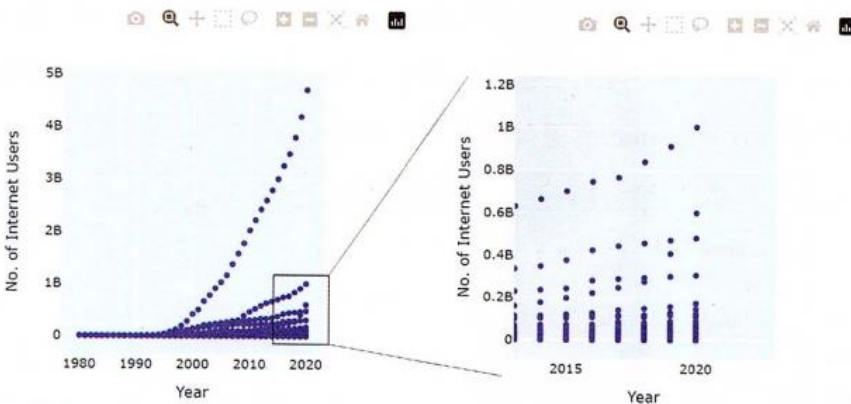 5B
4B
3B
2B
1B
0
1980 1990 2000 2010 2020
No. of Internet Users
Year
1.2B
1B
0.8B
0.6B
0.4B
0.2B
0
2015 2020
No. of Internet Users
Year